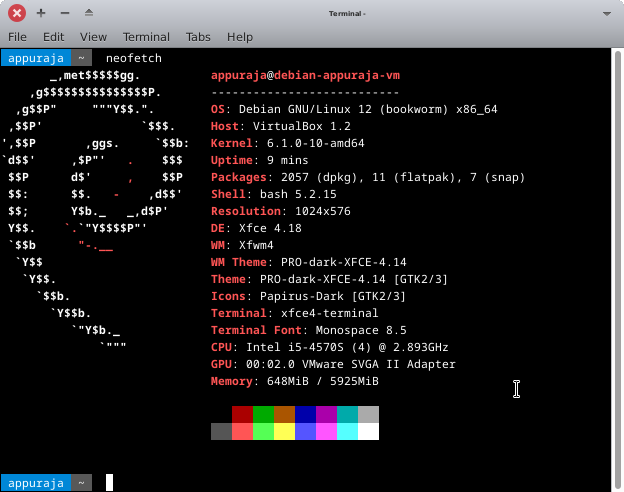 Terminal -
File Edit View Terminal Tabs Help
appuraja ~ neofetch
_,met$$$$$gg.
,g$$$$$$$$$$$$$$$P.
,g$$P" """Y$$.".
,$$P' `$$$.
',$$P ,ggs. `$$b:
`d$$' ,$P"' . $$$
$$P d$' , $$P
$$: $$. - ,d$$'
$$; Y$b._ _,d$P'
Y$$. `.`"Y$$$$P"'
`$$b "-.__
`Y$$
`Y$$.
`$$b.
`Y$$b.
`"Y$b._
`"""
appuraja@debian-appuraja-vm
---------------------------
OS: Debian GNU/Linux 12 (bookworm) x86_64
Host: VirtualBox 1.2
Kernel: 6.1.0-10-amd64
Uptime: 9 mins
Packages: 2057 (dpkg), 11 (flatpak), 7 (snap)
Shell: bash 5.2.15
Resolution: 1024x576
DE: Xfce 4.18
WM: Xfwm4
WM Theme: PRO-dark-XFCE-4.14
Theme: PRO-dark-XFCE-4.14 [GTK2/3]
Icons: Papirus-Dark [GTK2/3]
Terminal: xfce4-terminal
Terminal Font: Monospace 8.5
CPU: Intel i5-4570S (4) @ 2.893GHz
GPU: 00:02.0 VMware SVGA II Adapter
Memory: 648MiB / 5925MiB
appuraja ~